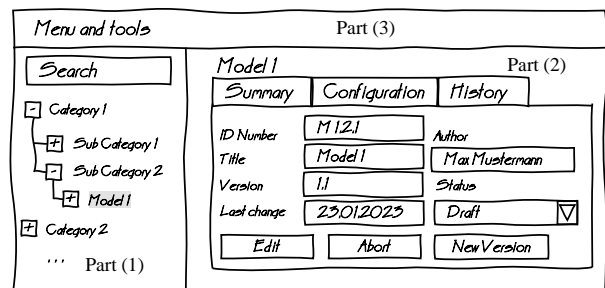 Menu and tools Part (3)
Search
Category 1
Sub Category 1
Sub Category 2
Model 1
Category 2
... Part (1)
Model 1 Part (2)
Summary Configuration History
ID Number M 1.2.1 Author
Title Model 1 Max Mustermann
Version 1.1 Status
Last change 23.01.2023 Draft
Edit Abort New Version